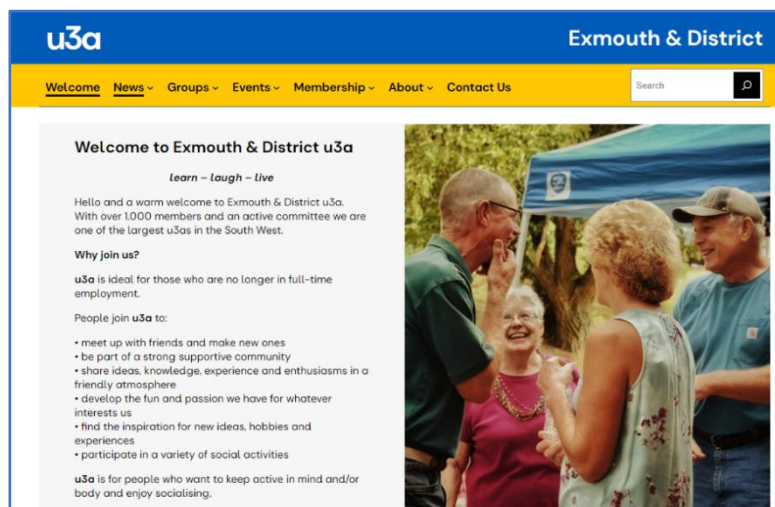 u3a
Exmouth & District
Welcome News Groups Events Membership About Contact Us
Search
Welcome to Exmouth & District u3a
learn – laugh – live
Hello and a warm welcome to Exmouth & District u3a.
With over 1,000 members and an active committee we are
one of the largest u3as in the South West.
Why join us?
u3a is ideal for those who are no longer in full-time
employment.
People join u3a to:
• meet up with friends and make new ones
• be part of a strong supportive community
• share ideas, knowledge, experience and enthusiasms in a
friendly atmosphere
• develop the fun and passion we have for whatever
interests us
• find the inspiration for new ideas, hobbies and
experiences
• participate in a variety of social activities
u3a is for people who want to keep active in mind and/or
body and enjoy socialising.